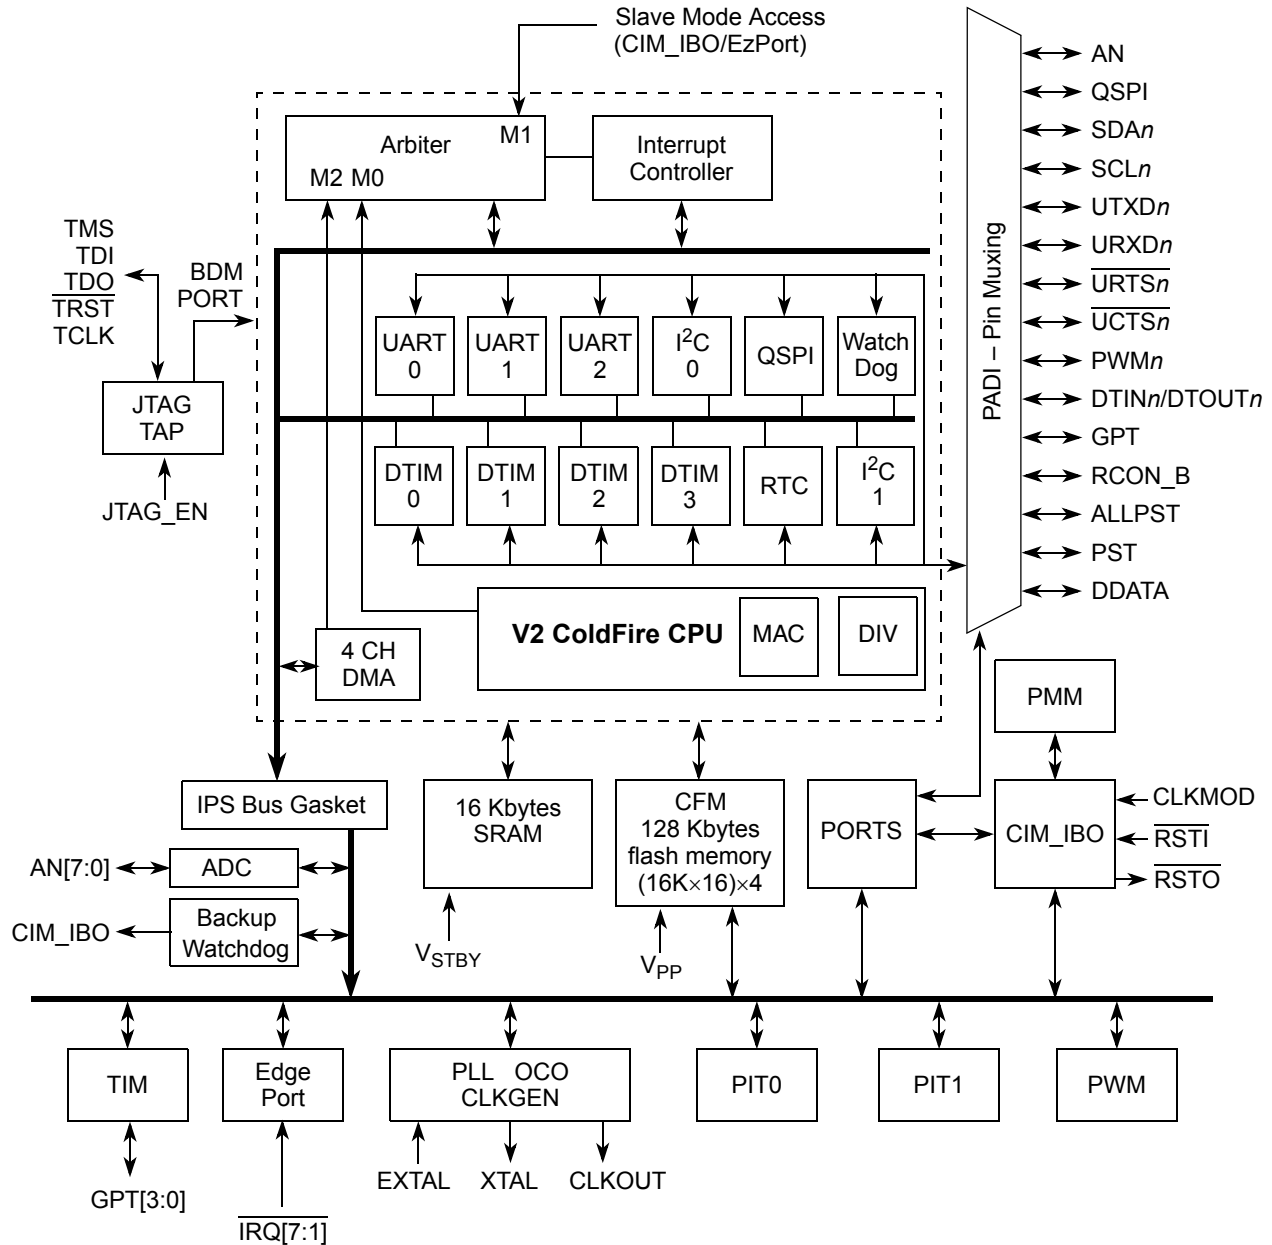 Slave Mode Access
(CIM_IBO/EzPort)
Arbiter
M1
M2 M0
Interrupt
Controller
TMS
TDI
TDO
TRST
TCLK
BDM
PORT
JTAG
TAP
JTAG_EN
UART
0
UART
1
UART
2
I²C
0
QSPI
Watch
Dog
DTIM
0
DTIM
1
DTIM
2
DTIM
3
RTC
I²C
1
V2 ColdFire CPU
MAC
DIV
4 CH
DMA
PADI – Pin Muxing
AN
QSPI
SDAn
SCLn
UTXDn
URXDn
URTSn
UCTSn
PWMn
DTINn/DTOUTn
GPT
RCON_B
ALLPST
PST
DDATA
PMM
IPS Bus Gasket
16 Kbytes
SRAM
CFM
128 Kbytes
flash memory
(16K×16)×4
PORTS
CIM_IBO
CLKMOD
RSTI
RSTO
AN[7:0]
ADC
CIM_IBO
Backup
Watchdog
VSTBY
VPP
TIM
Edge
Port
PLL OCO
CLKGEN
PIT0
PIT1
PWM
GPT[3:0]
IRQ[7:1]
EXTAL
XTAL
CLKOUT